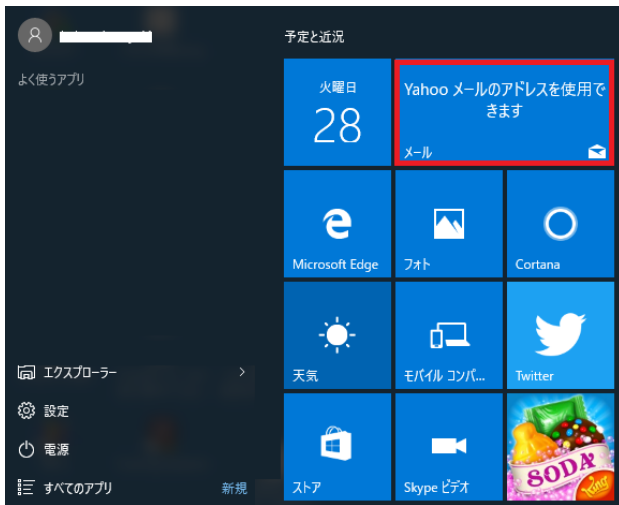 よく使うアプリ
エクスプローラー
設定
電源
すべてのアプリ
新規
予定と近況
火曜日
28
Yahoo メールのアドレスを使用で
きます
メール
Microsoft Edge
フォト
Cortana
天気
モバイル コンパ...
Twitter
ストア
Skype ビデオ
SODA
King